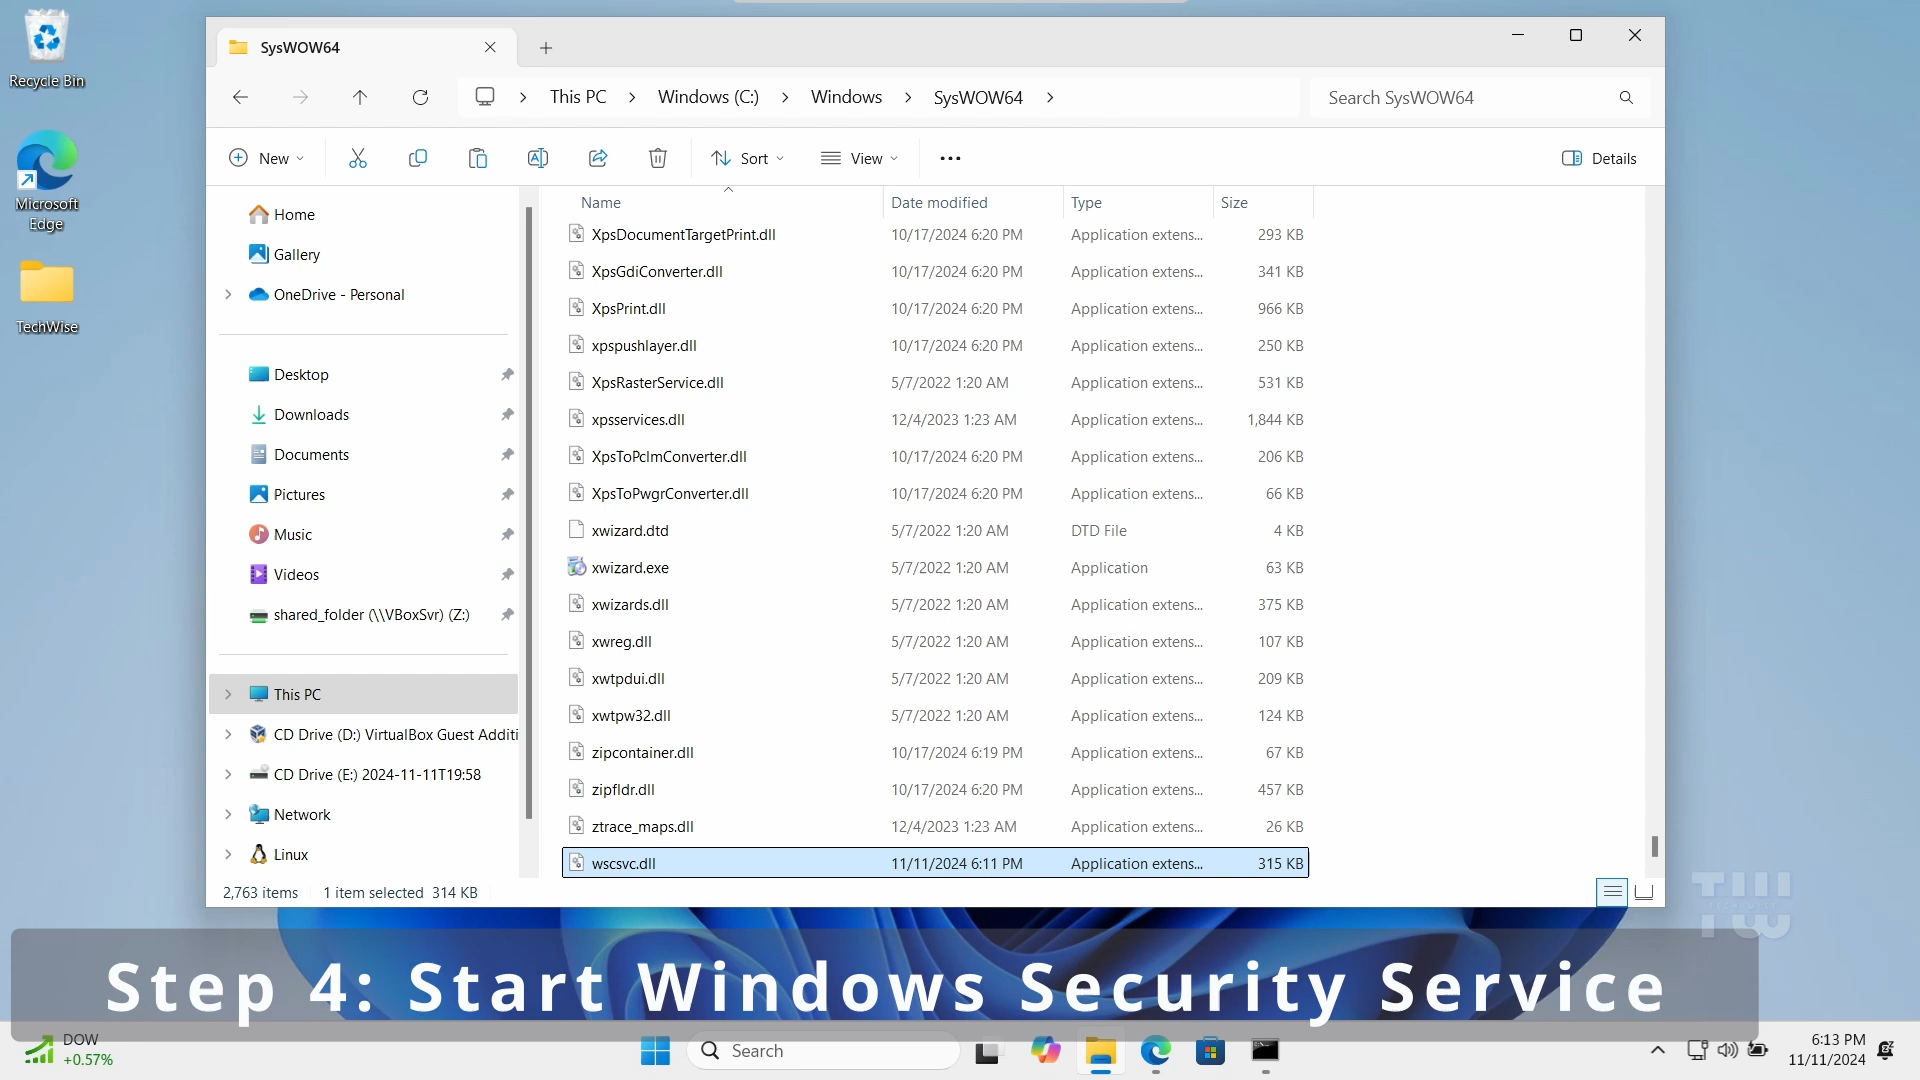 Recycle Bin
Microsoft
Edge
TechWise
SysWOW64
This PC
Windows (C:)
Windows
SysWOW64
Search SysWOW64
New
Sort
View
Details
Home
Gallery
OneDrive - Personal
Desktop
Downloads
Documents
Pictures
Music
Videos
shared_folder (\\VBoxSvr) (Z:)
This PC
CD Drive (D:) VirtualBox Guest Additi
CD Drive (E:) 2024-11-11T19:58
Network
Linux
Name Date modified Type Size
XpsDocumentTargetPrint.dll 10/17/2024 6:20 PM Application extens... 293 KB
XpsGdiConverter.dll 10/17/2024 6:20 PM Application extens... 341 KB
XpsPrint.dll 10/17/2024 6:20 PM Application extens... 966 KB
xpspushlayer.dll 10/17/2024 6:20 PM Application extens... 250 KB
XpsRasterService.dll 5/7/2022 1:20 AM Application extens... 531 KB
xpsservices.dll 12/4/2023 1:23 AM Application extens... 1,844 KB
XpsToPclmConverter.dll 10/17/2024 6:20 PM Application extens... 206 KB
XpsToPwgrConverter.dll 10/17/2024 6:20 PM Application extens... 66 KB
xwizard.dtd 5/7/2022 1:20 AM DTD File 4 KB
xwizard.exe 5/7/2022 1:20 AM Application 63 KB
xwizards.dll 5/7/2022 1:20 AM Application extens... 375 KB
xwreg.dll 5/7/2022 1:20 AM Application extens... 107 KB
xwtpdui.dll 5/7/2022 1:20 AM Application extens... 209 KB
xwtpw32.dll 5/7/2022 1:20 AM Application extens... 124 KB
zipcontainer.dll 10/17/2024 6:19 PM Application extens... 67 KB
zipfldr.dll 10/17/2024 6:20 PM Application extens... 457 KB
ztrace_maps.dll 12/4/2023 1:23 AM Application extens... 26 KB
wscsvc.dll 11/11/2024 6:11 PM Application extens... 315 KB
2,763 items 1 item selected 314 KB
Step 4: Start Windows Security Service
DOW
+0.57%
Search
6:13 PM
11/11/2024